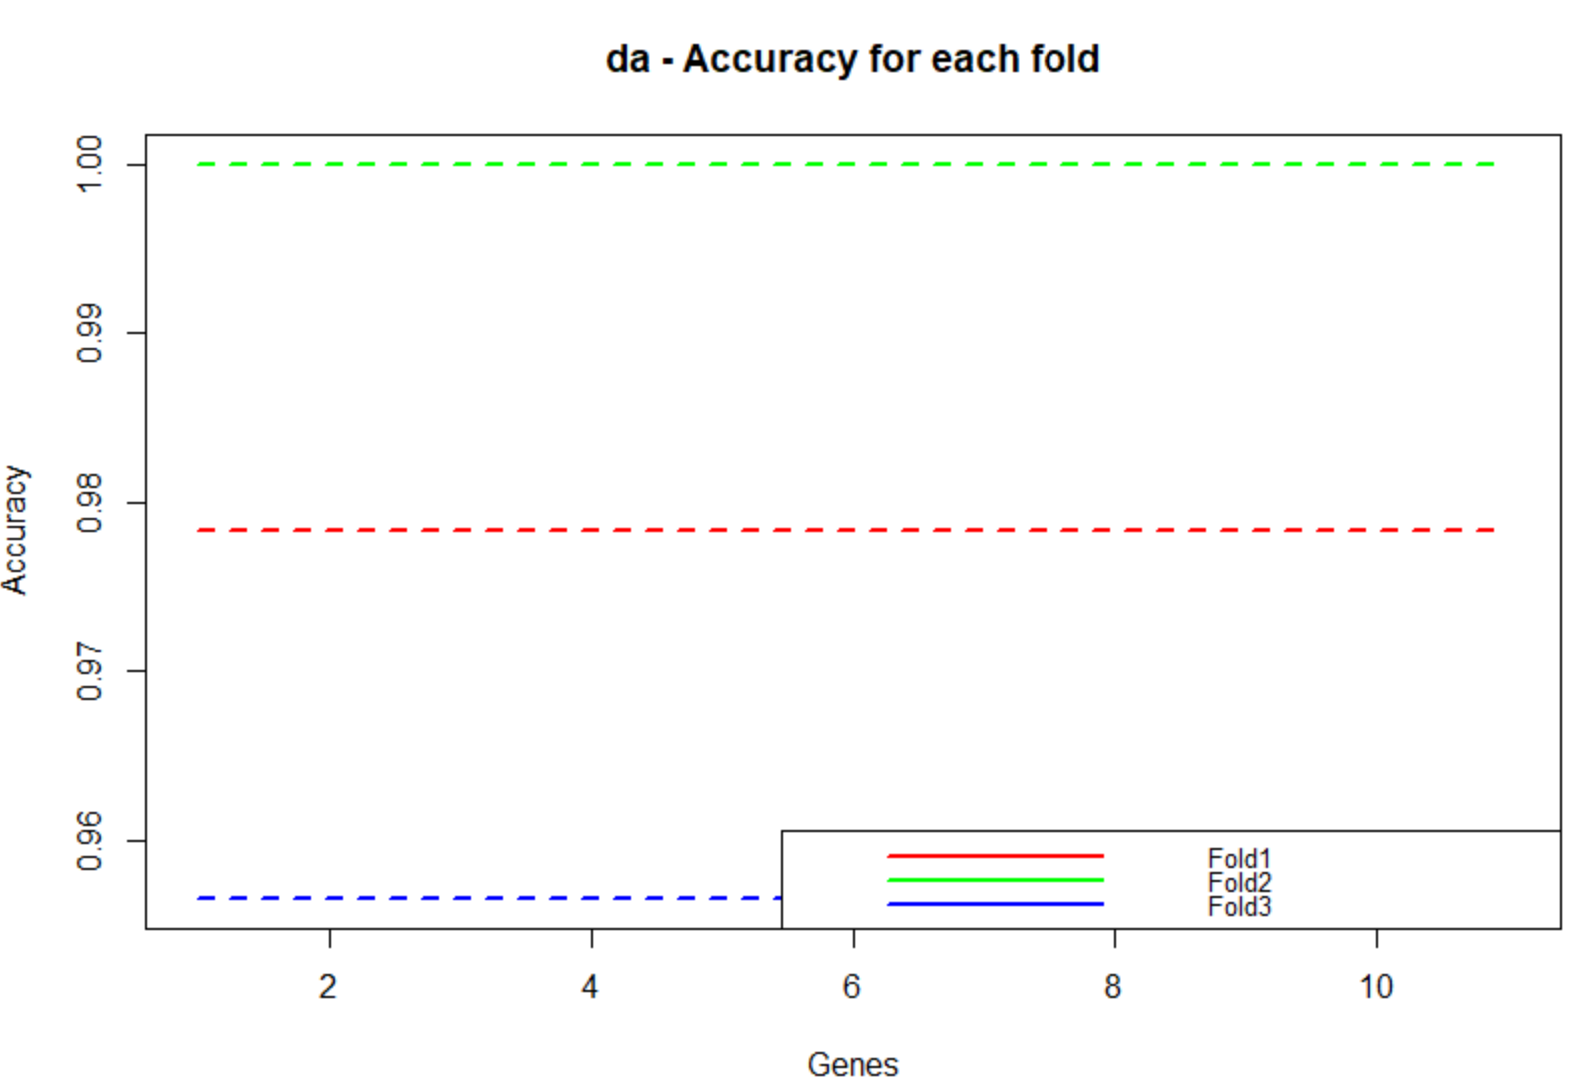 da - Accuracy for each fold
1.00
0.99
0.98
0.97
0.96
Accuracy
Fold1
Fold2
Fold3
2 4 6 8 10
Genes